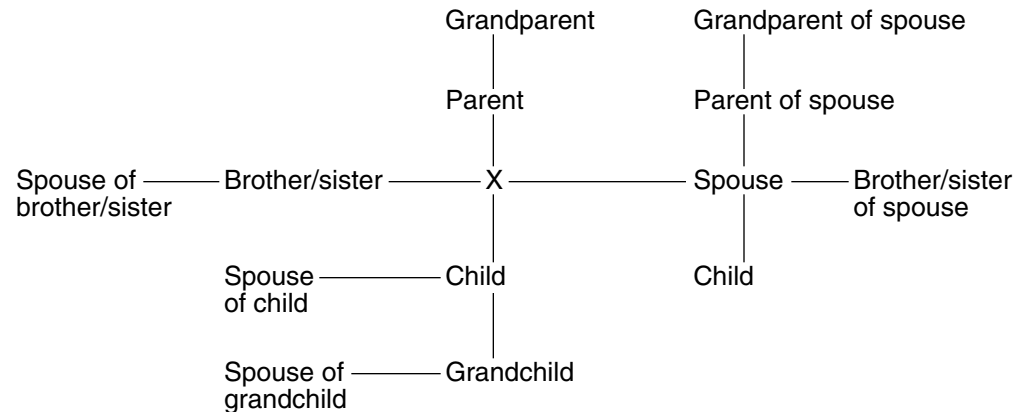 Grandparent
Grandparent of spouse
Parent
Parent of spouse
Spouse of
brother/sister
Brother/sister
X
Spouse
Brother/sister
of spouse
Spouse
of child
Child
Child
Spouse of
grandchild
Grandchild